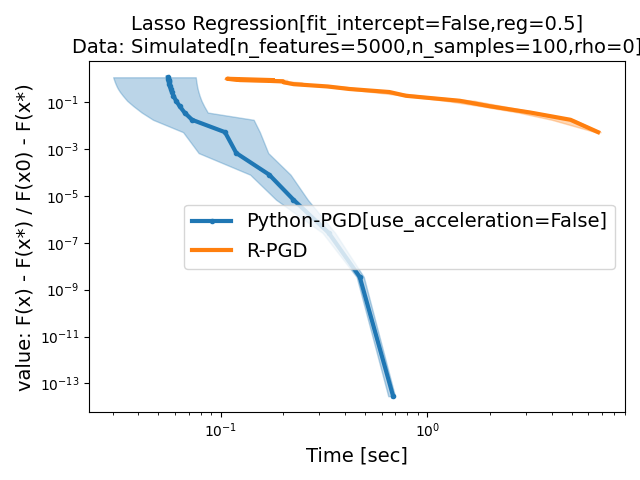 Lasso Regression[fit_intercept=False,reg=0.5]
Data: Simulated[n_features=5000,n_samples=100,rho=0]
value: F(x) - F(x*) / F(x0) - F(x*)
10⁻¹
10⁻³
10⁻⁵
10⁻⁷
10⁻⁹
10⁻¹¹
10⁻¹³
Python-PGD[use_acceleration=False]
R-PGD
10⁻¹
10⁰
Time [sec]